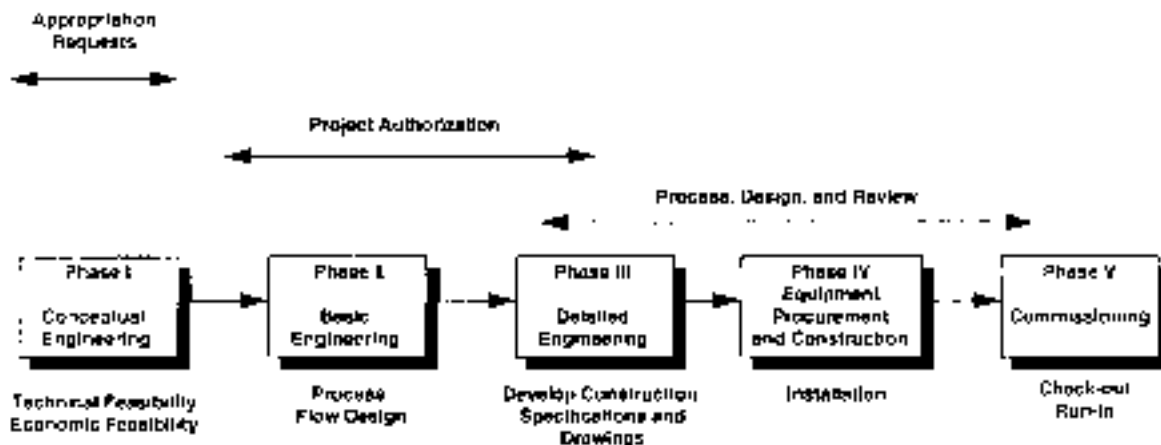 Appropriation
Requests
Project Authorization
Process, Design, and Review
Phase I
Conceptual
Engineering
Phase II
Basic
Engineering
Phase III
Detailed
Engineering
Phase IV
Equipment
Procurement
and Construction
Phase V
Commissioning
Technical Feasibility
Economic Feasibility
Process
Flow Design
Develop Construction
Specifications and
Drawings
Installation
Check-out
Run-in